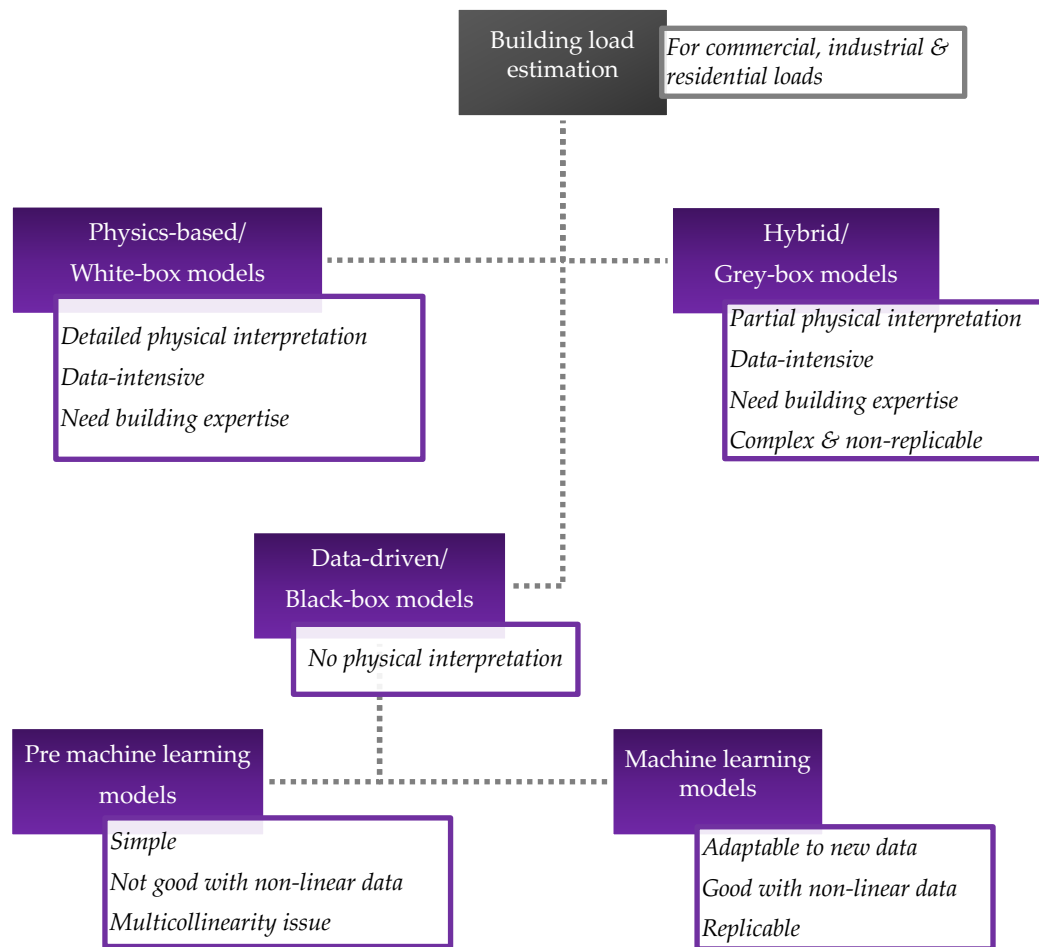 Building load
estimation
For commercial, industrial &
residential loads
Physics-based/
White-box models
Detailed physical interpretation
Data-intensive
Need building expertise
Hybrid/
Grey-box models
Partial physical interpretation
Data-intensive
Need building expertise
Complex & non-replicable
Data-driven/
Black-box models
No physical interpretation
Pre machine learning
models
Simple
Not good with non-linear data
Multicollinearity issue
Machine learning
models
Adaptable to new data
Good with non-linear data
Replicable